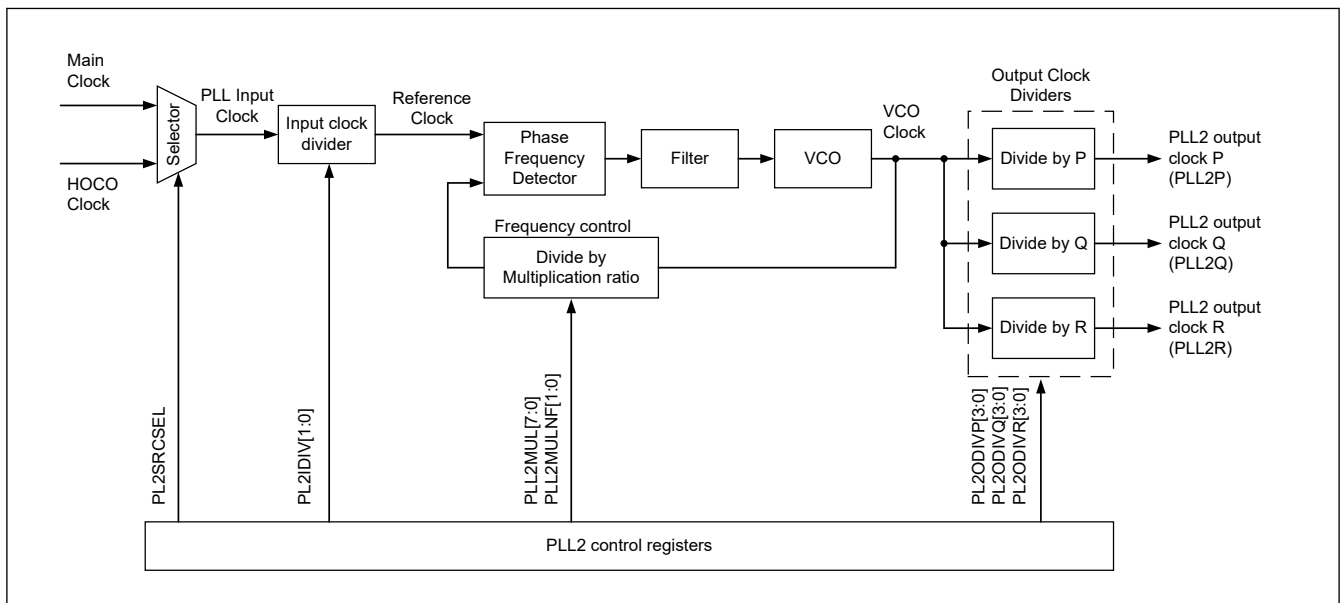 Main
Clock
HOCO
Clock
Selector
PLL Input
Clock
Input clock
divider
Reference
Clock
Phase
Frequency
Detector
Filter
VCO
VCO
Clock
Frequency control
Divide by
Multiplication ratio
Output Clock
Dividers
Divide by P
Divide by Q
Divide by R
PLL2 output
clock P
(PLL2P)
PLL2 output
clock Q
(PLL2Q)
PLL2 output
clock R
(PLL2R)
PL2SRCSEL
PL2IDIV[1:0]
PLL2MUL[7:0]
PLL2MULNF[1:0]
PL2ODIVP[3:0]
PL2ODIVQ[3:0]
PL2ODIVR[3:0]
PLL2 control registers